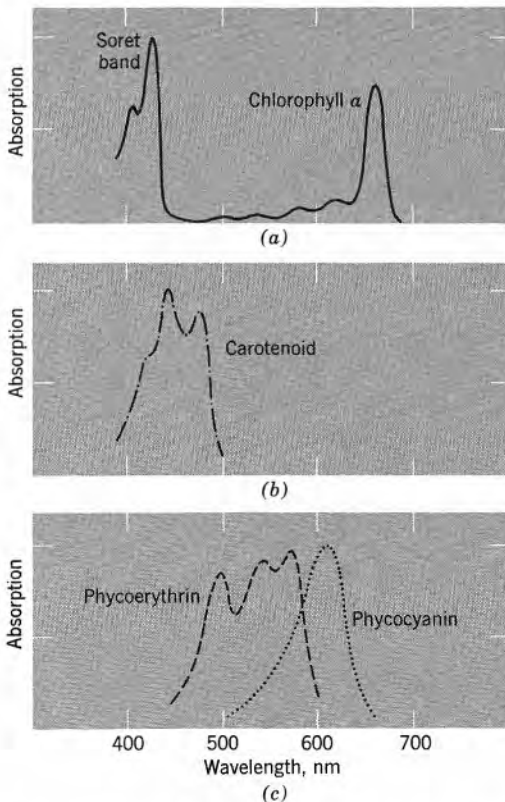 Soret
band
Chlorophyll a
Absorption
(a)
Carotenoid
Absorption
(b)
Phycoerythrin
Phycocyanin
Absorption
400 500 600 700
Wavelength, nm
(c)